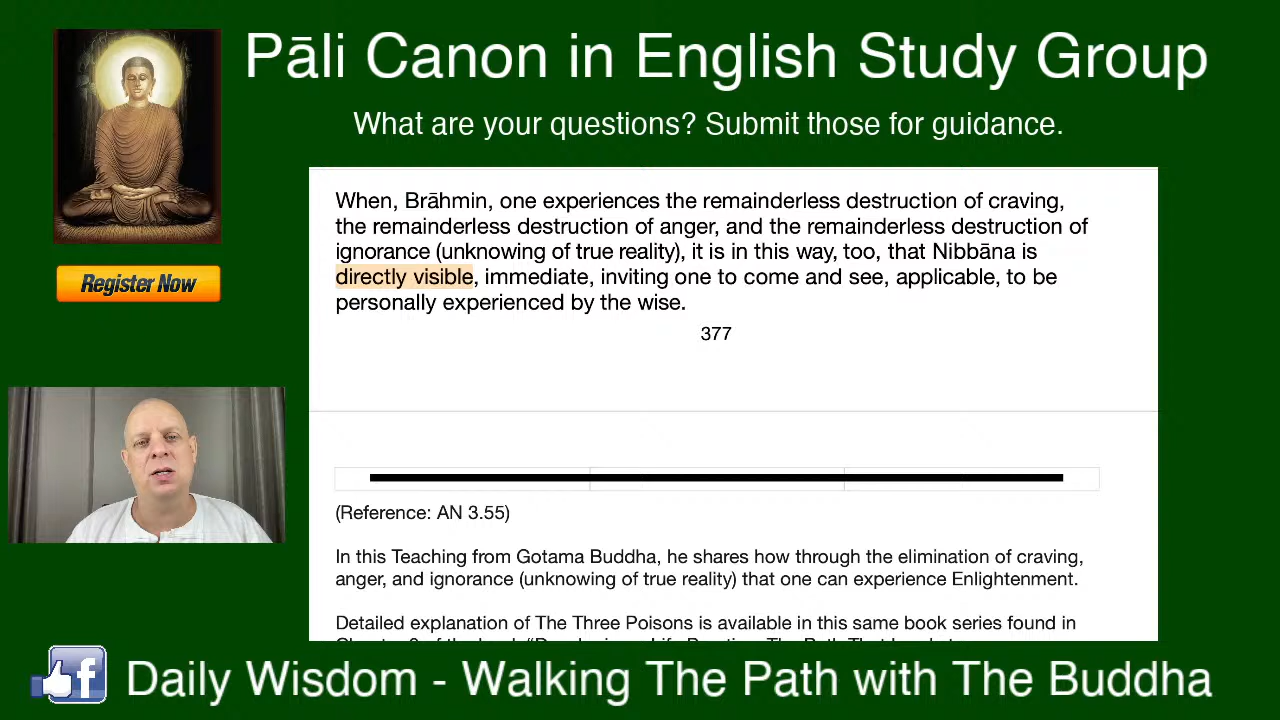 Pāli Canon in English Study Group
What are your questions? Submit those for guidance.
When, Brāhmin, one experiences the remainderless destruction of craving,
the remainderless destruction of anger, and the remainderless destruction of
ignorance (unknowing of true reality), it is in this way, too, that Nibbāna is
directly visible, immediate, inviting one to come and see, applicable, to be
personally experienced by the wise.
377
Register Now
(Reference: AN 3.55)
In this Teaching from Gotama Buddha, he shares how through the elimination of craving,
anger, and ignorance (unknowing of true reality) that one can experience Enlightenment.
Detailed explanation of The Three Poisons is available in this same book series found in
f
Daily Wisdom - Walking The Path with The Buddha